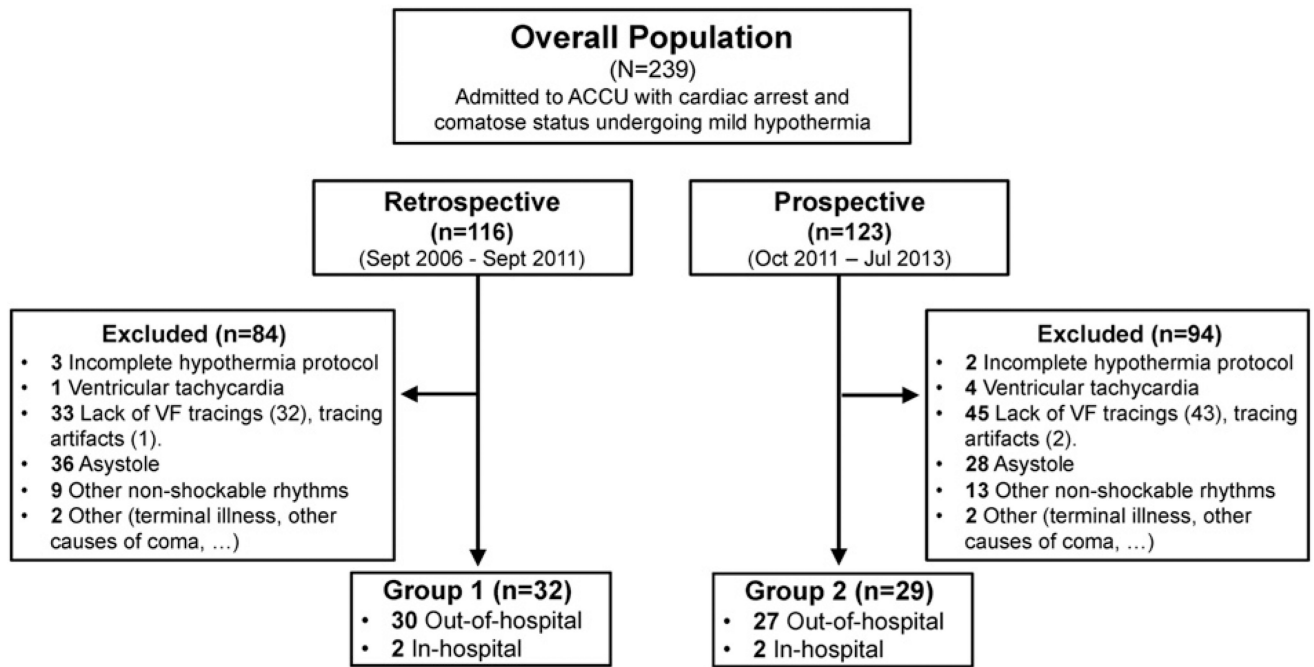 Overall Population
(N=239)
Admitted to ACCU with cardiac arrest and
comatose status undergoing mild hypothermia
Retrospective
(n=116)
(Sept 2006 - Sept 2011)
Prospective
(n=123)
(Oct 2011 – Jul 2013)
Excluded (n=84)
• 3 Incomplete hypothermia protocol
• 1 Ventricular tachycardia
• 33 Lack of VF tracings (32), tracing
artifacts (1).
• 36 Asystole
• 9 Other non-shockable rhythms
• 2 Other (terminal illness, other
causes of coma, …)
Excluded (n=94)
• 2 Incomplete hypothermia protocol
• 4 Ventricular tachycardia
• 45 Lack of VF tracings (43), tracing
artifacts (2).
• 28 Asystole
• 13 Other non-shockable rhythms
• 2 Other (terminal illness, other
causes of coma, …)
Group 1 (n=32)
• 30 Out-of-hospital
• 2 In-hospital
Group 2 (n=29)
• 27 Out-of-hospital
• 2 In-hospital